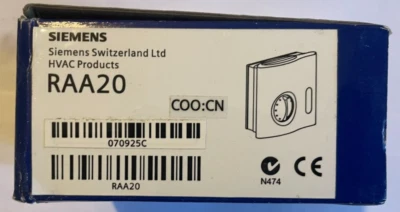 SIEMENS
Siemens Switzerland Ltd
HVAC Products
RAA20
COO:CN
070925C
RAA20
N474
CE